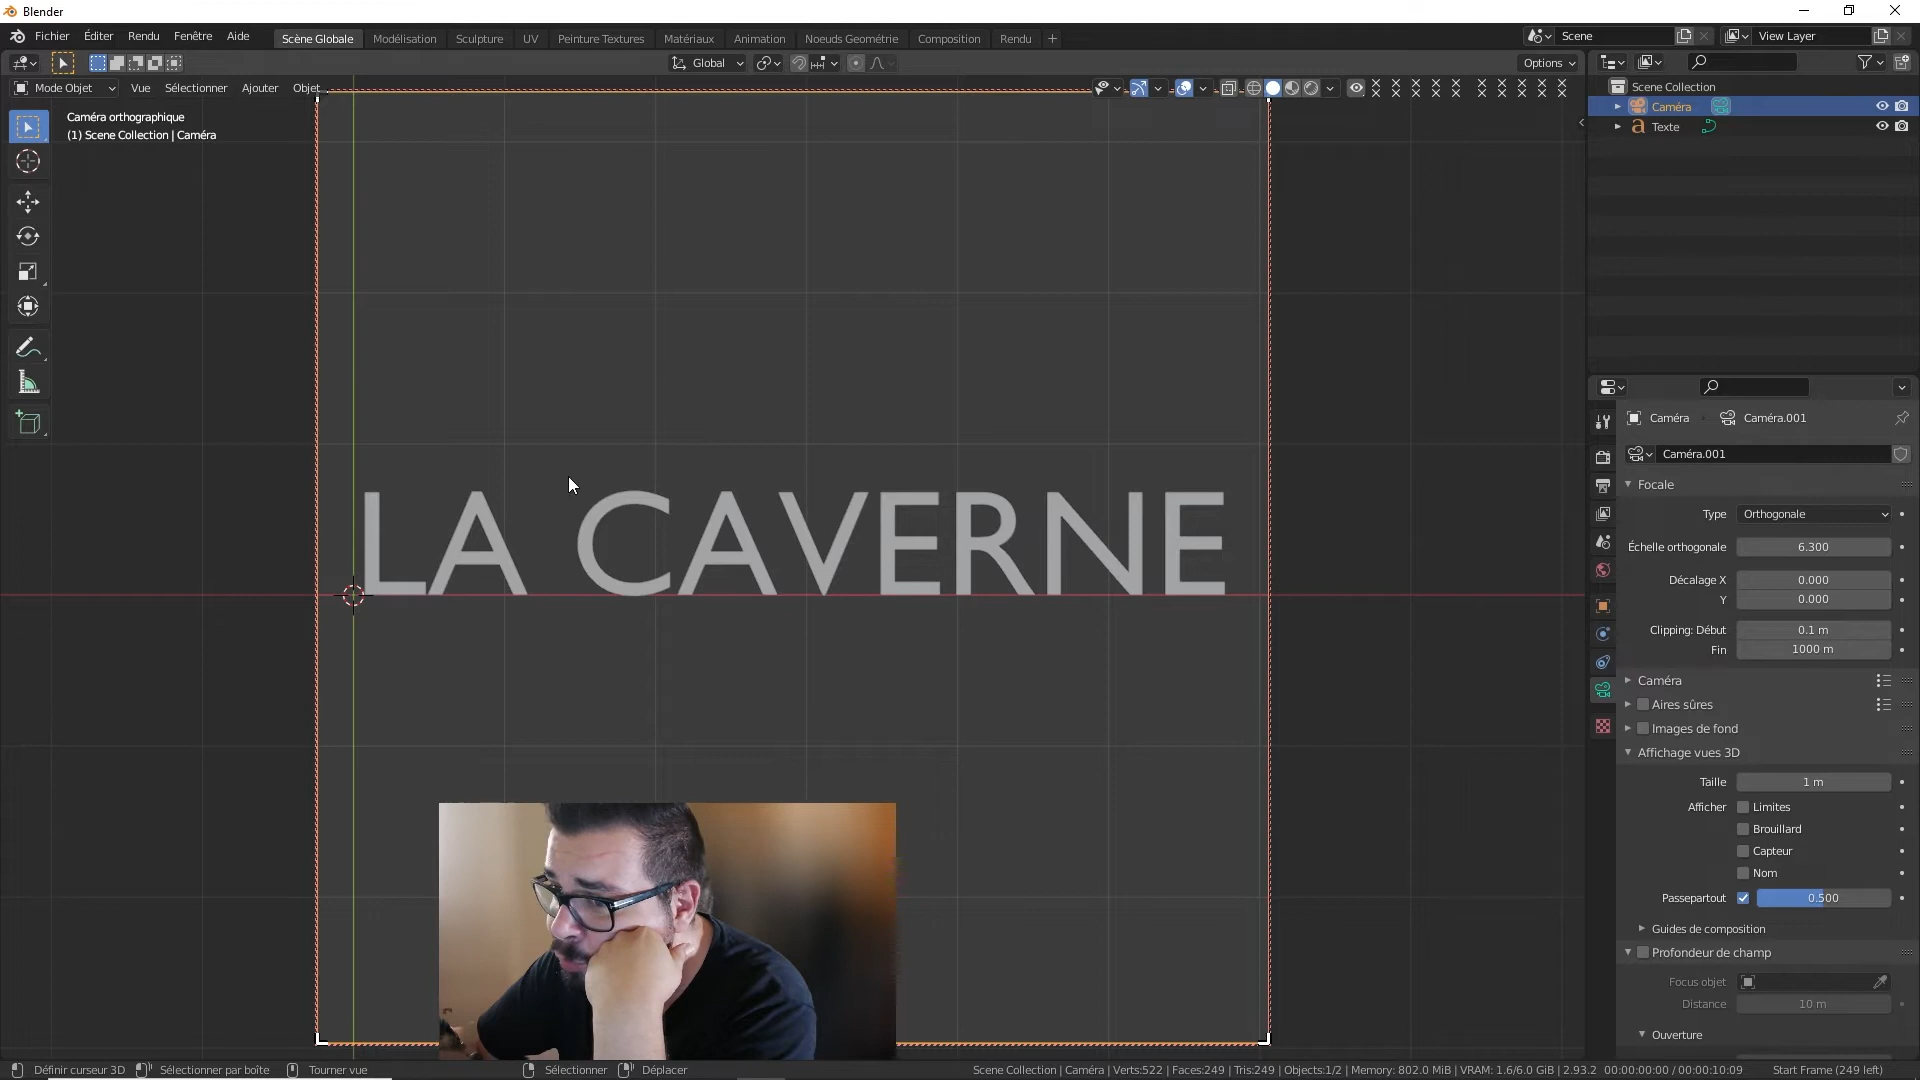 Blender
Fichier Éditer Rendu Fenêtre Aide Scène Globale Modélisation Sculpture UV Peinture Textures Matériaux Animation Noeuds Geométrie Composition Rendu Scene View Layer
Global Options
Mode Objet Vue Sélectionner Ajouter Objet
Caméra orthographique
(1) Scene Collection | Caméra
LA CAVERNE
Scene Collection
Caméra
Texte
Caméra Caméra.001
Caméra.001
Focale
Type Orthogonale
Échelle orthogonale 6.300
Décalage X 0.000
Y 0.000
Clipping: Début 0.1 m
Fin 1000 m
Caméra
Aires sûres
Images de fond
Affichage vues 3D
Taille 1 m
Afficher Limites
Brouillard
Capteur
Nom
Passepartout 0.500
Guides de composition
Profondeur de champ
Focus objet
Distance 10 m
Ouverture
Définir curseur 3D Sélectionner par boîte Tourner vue Sélectionner Déplacer Scene Collection | Caméra | Verts:522 | Faces:249 | Tris:249 | Objects:1/2 | Memory: 802.0 MiB | VRAM: 1.6/6.0 GiB | 2.93.2 00:00:00:00 / 00:00:10:09 Start Frame (249 left)